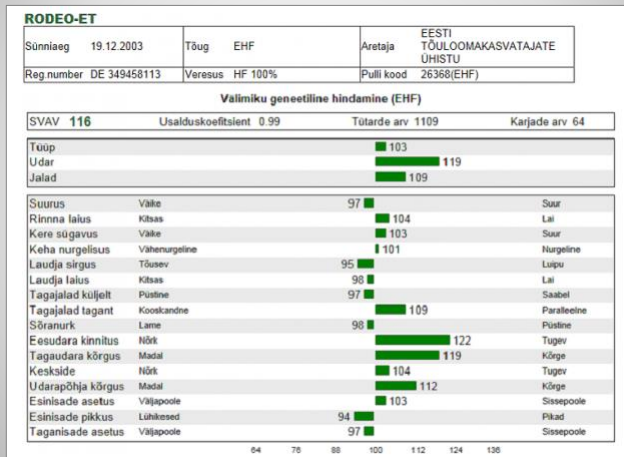 RODEO-ET
Sünniaeg 19.12.2003 Tõug EHF Aretaja EESTI TÕULOOMAKASVATAJATE ÜHISTU
Reg.number DE 349458113 Veresus HF 100% Pulli kood 26368(EHF)
Välimiku geneetiline hindamine (EHF)
SVAV 116 Usalduskoefitsient 0.99 Tütarde arv 1109 Karjade arv 64
Tüüp 103
Udar 119
Jalad 109
Suurus Väike 97 Suur
Rinnna laius Kitsas 104 Lai
Kere sügavus Väike 103 Suur
Keha nurgelisus Vähenurgeline 101 Nurgeline
Laudja sirgus Tõusev 95 Luipu
Laudja laius Kitsas 98 Lai
Tagajalad küljelt Püstine 97 Saabel
Tagajalad tagant Kooskandne 109 Paralleelne
Sõranurk Lame 98 Püstine
Eesudara kinnitus Nõrk 122 Tugev
Tagaudara kõrgus Madal 119 Kõrge
Keskside Nõrk 104 Tugev
Udarapõhja kõrgus Madal 112 Kõrge
Esinisade asetus Väljapoole 103 Sissepoole
Esinisade pikkus Lühikesed 94 Pikad
Taganisade asetus Väljapoole 97 Sissepoole
64 76 88 100 112 124 136